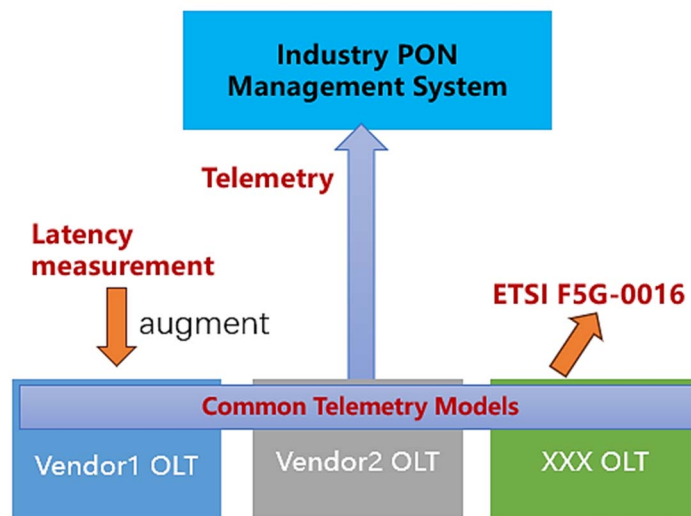 Industry PON
Management System
Telemetry
Latency
measurement
augment
ETSI F5G-0016
Common Telemetry Models
Vendor1 OLT
Vendor2 OLT
XXX OLT